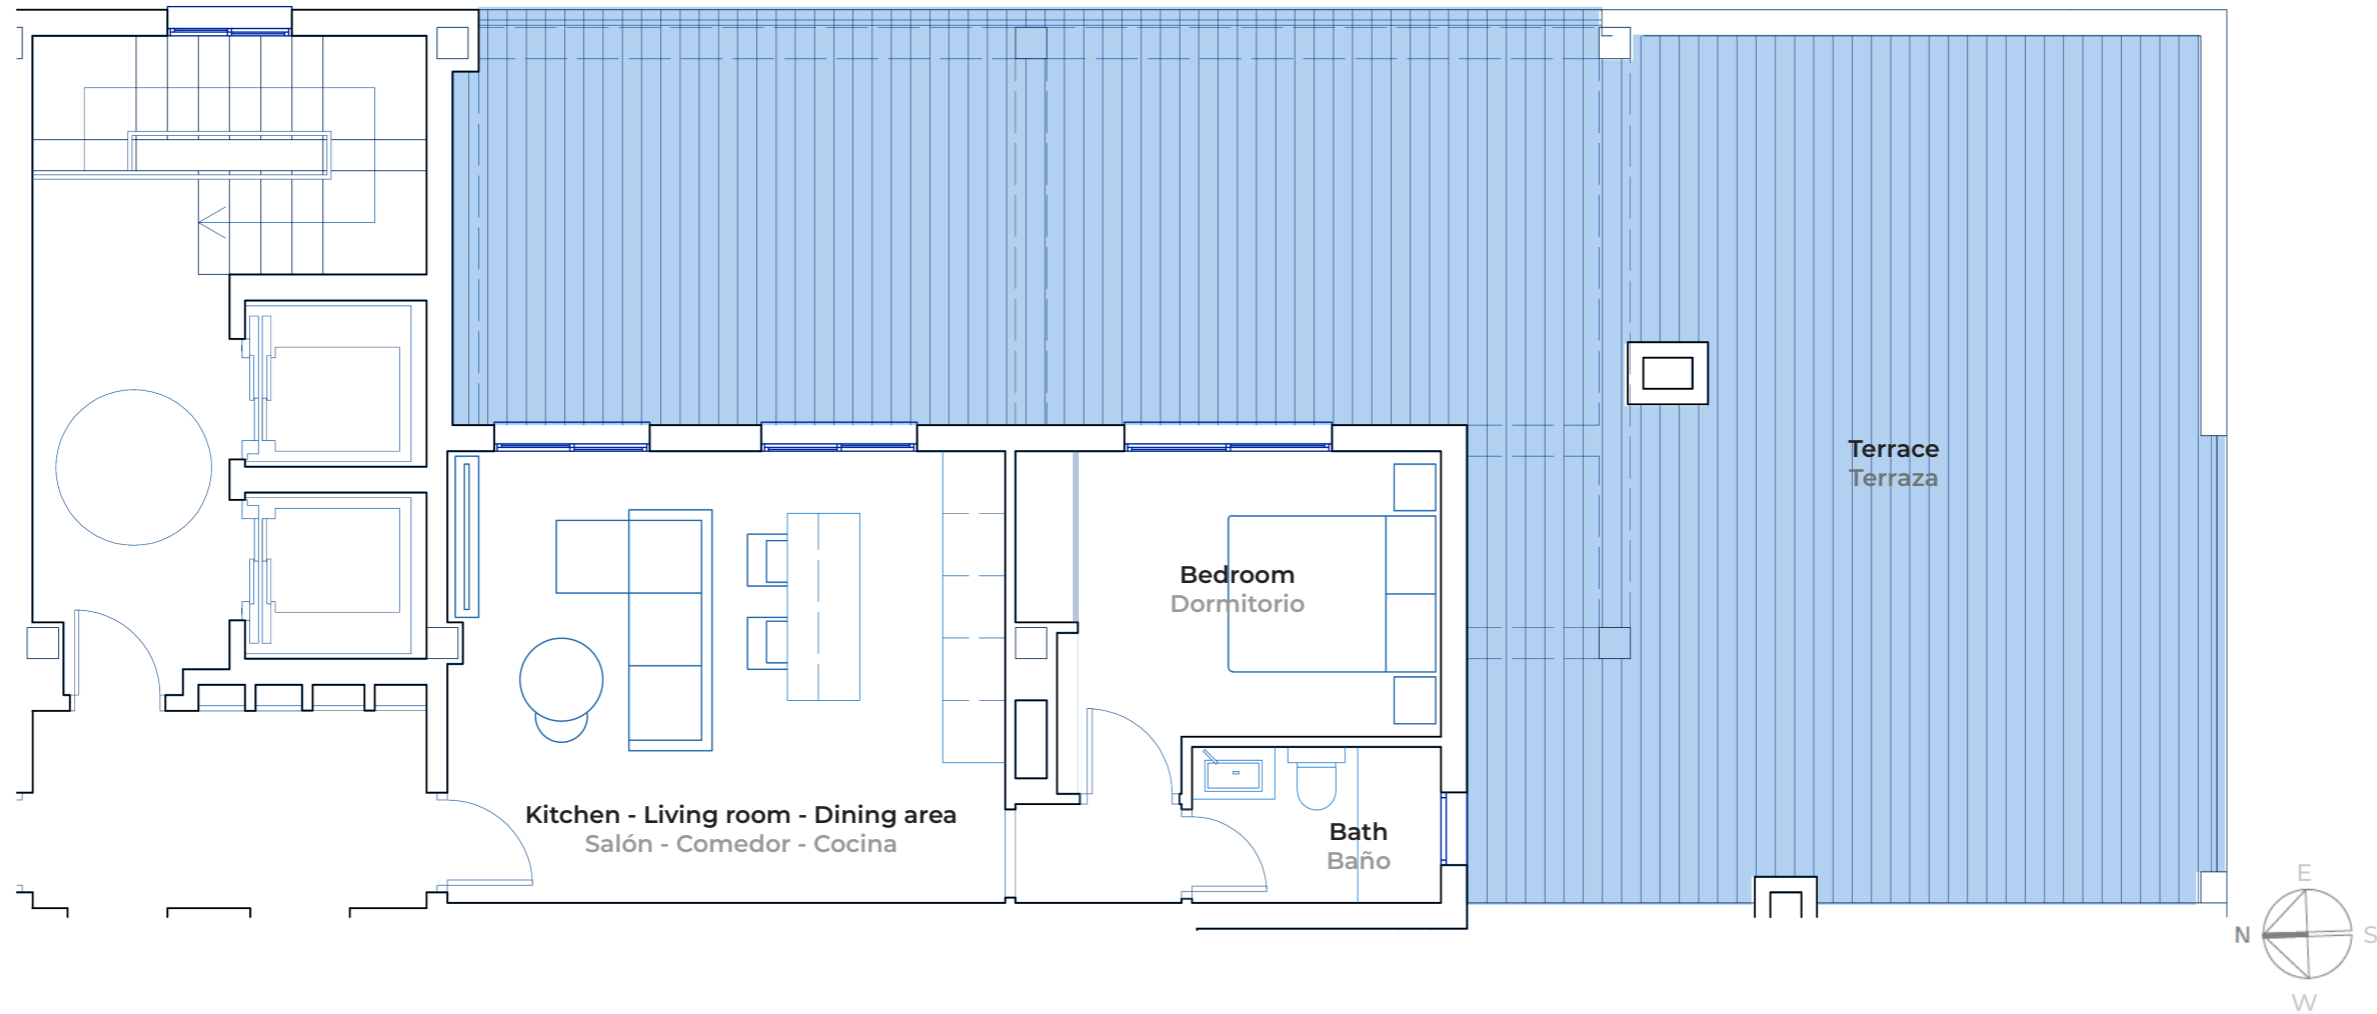 Terrace
Terraza
Bedroom
Dormitorio
Kitchen - Living room - Dining area
Salón - Comedor - Cocina
Bath
Baño
E
N
S
W